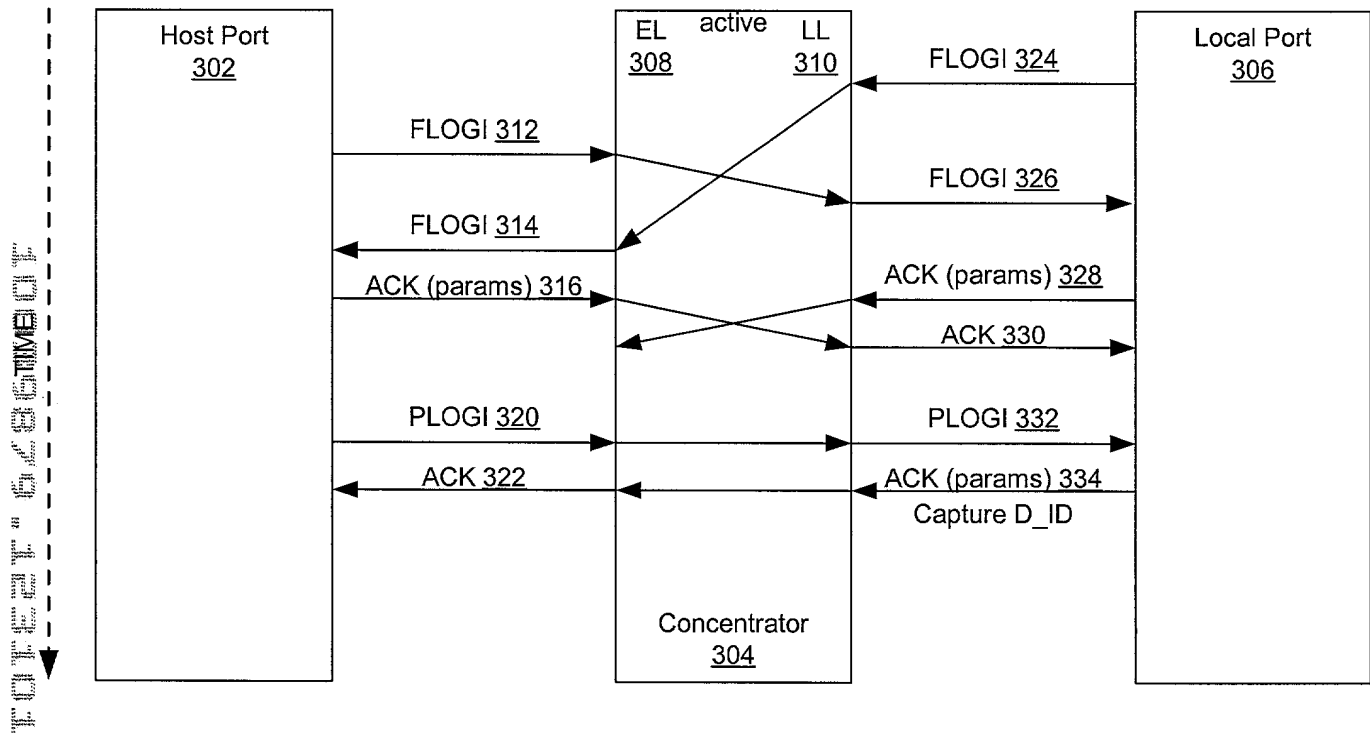 Host Port
302
EL
308
active
LL
310
Local Port
306
FLOGI 324
FLOGI 312
FLOGI 326
FLOGI 314
ACK (params) 316
ACK (params) 328
ACK 330
PLOGI 320
PLOGI 332
ACK 322
ACK (params) 334
Capture D_ID
Concentrator
304
TIME